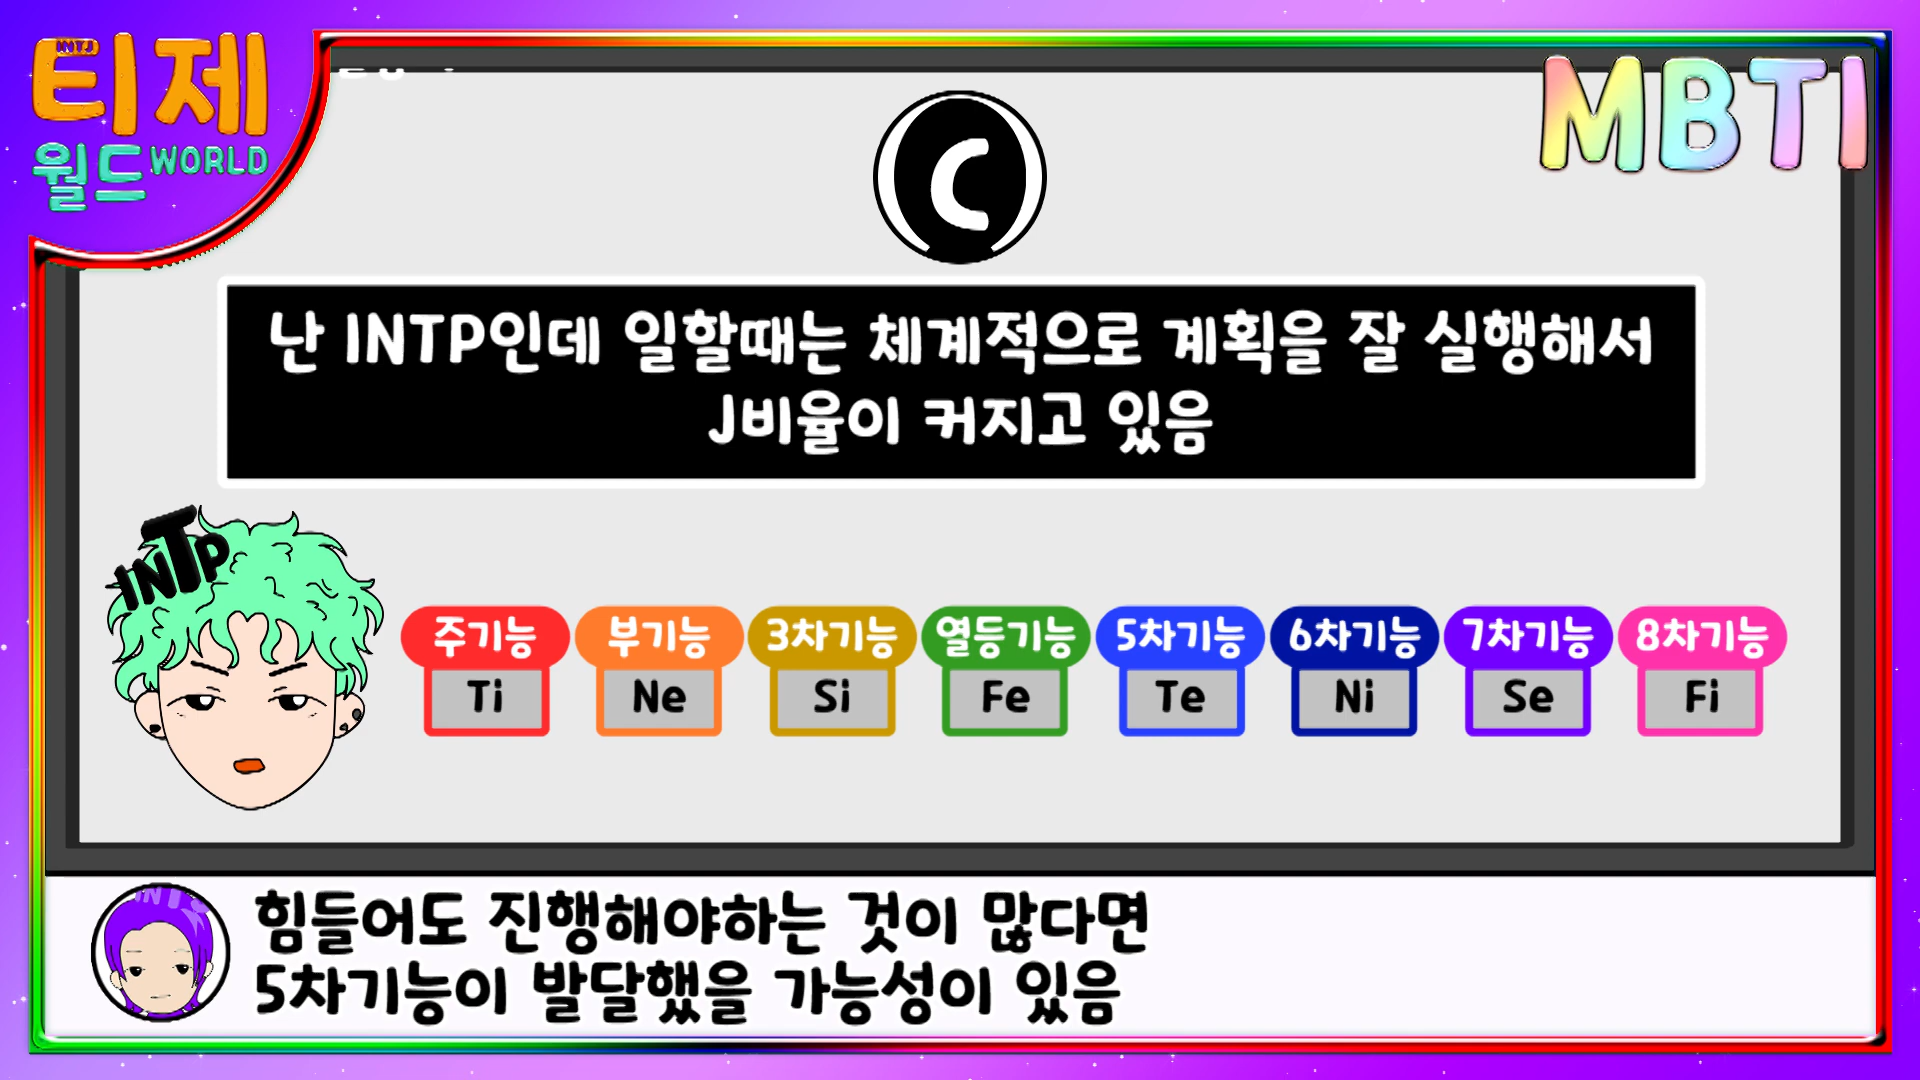 INTJ
티제
월드 WORLD
MBTI
C
난 INTP인데 일할때는 체계적으로 계획을 잘 실행해서
J비율이 커지고 있음
INTP
주기능 부기능 3차기능 열등기능 5차기능 6차기능 7차기능 8차기능
Ti Ne Si Fe Te Ni Se Fi
힘들어도 진행해야하는 것이 많다면
5차기능이 발달했을 가능성이 있음